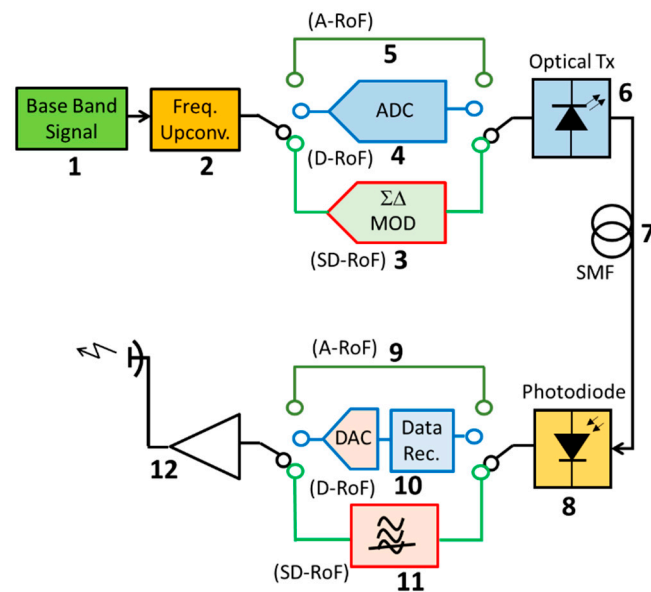 (A-RoF)
5
Optical Tx
6
Base Band
Signal
1
Freq.
Upconv.
2
ADC
(D-RoF)
4
ΣΔ
MOD
(SD-RoF)
3
7
SMF
(A-RoF)
9
Photodiode
8
DAC
Data
Rec.
(D-RoF)
10
12
(SD-RoF)
11